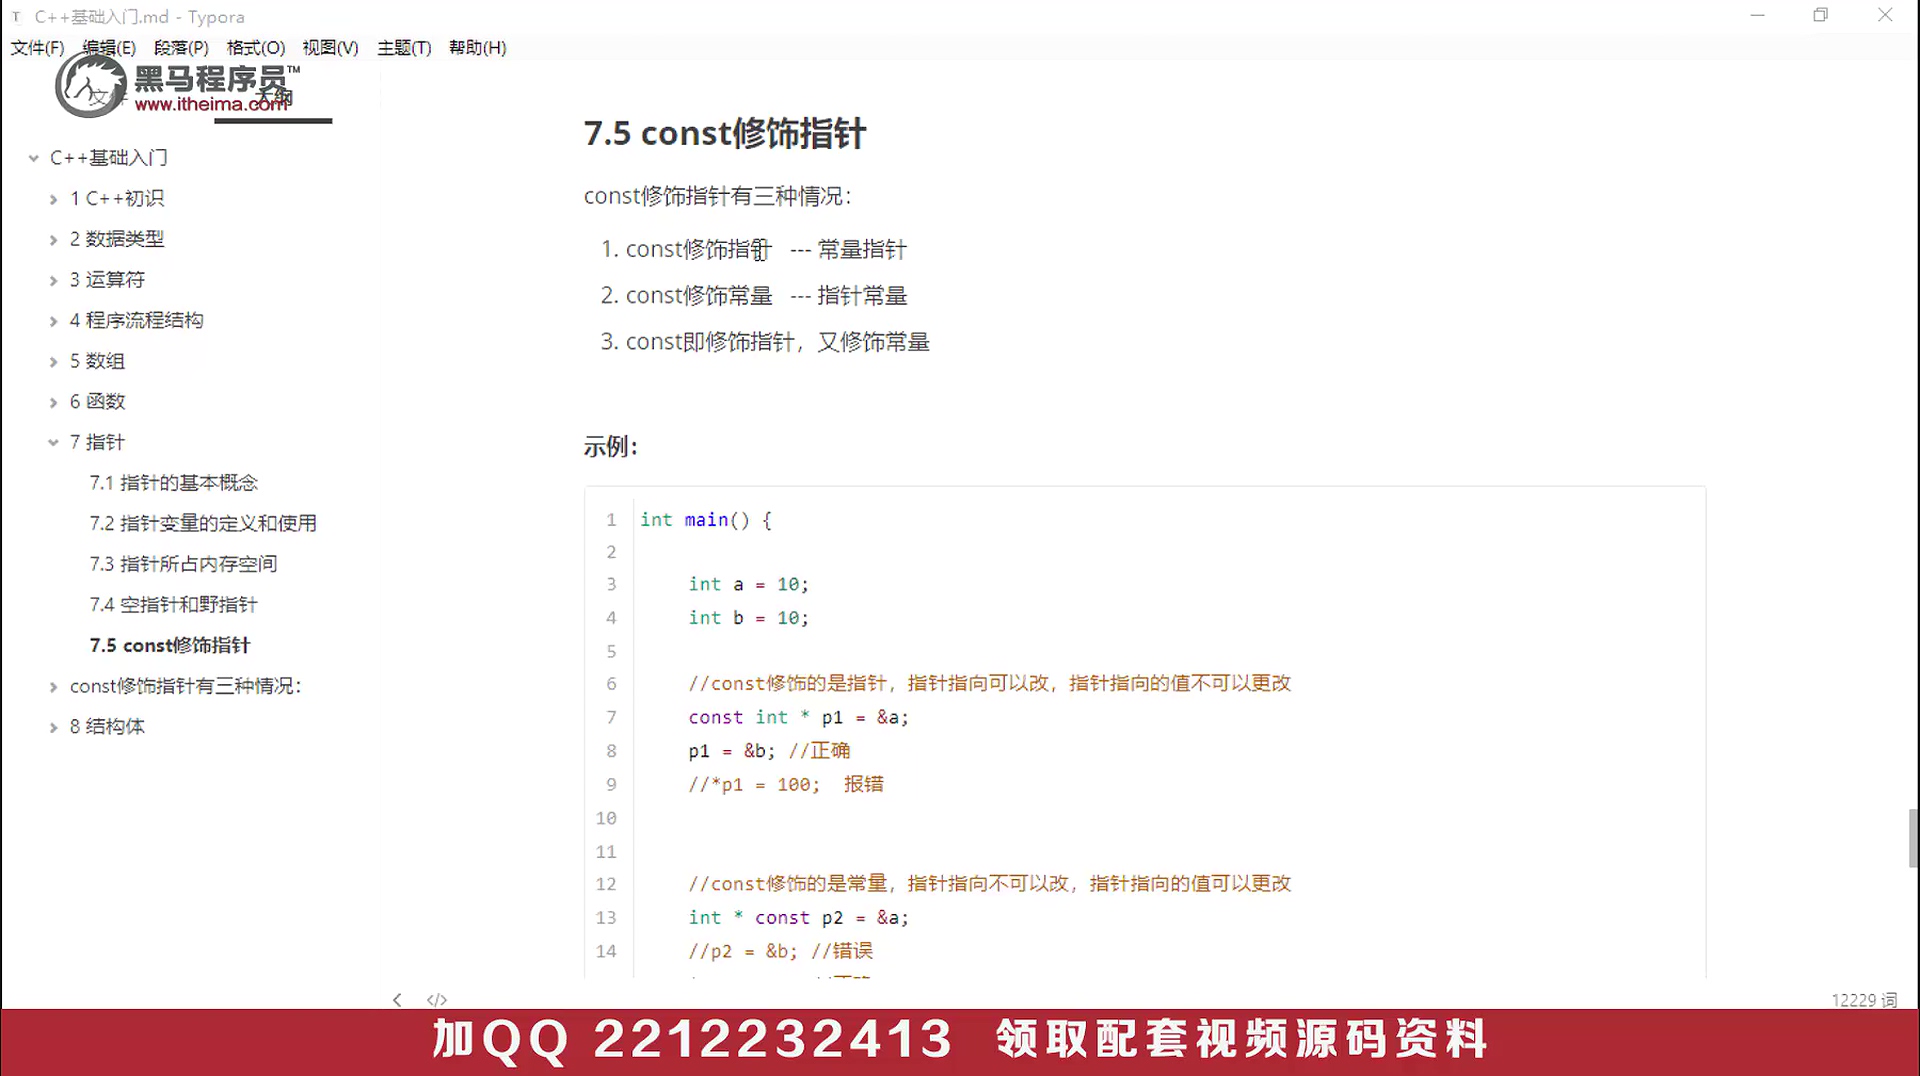 C++基础入门.md - Typora
文件(F) 编辑(E) 段落(P) 格式(O) 视图(V) 主题(T) 帮助(H)
黑马程序员™
www.itheima.com
文件 大纲
C++基础入门
1 C++初识
2 数据类型
3 运算符
4 程序流程结构
5 数组
6 函数
7 指针
7.1 指针的基本概念
7.2 指针变量的定义和使用
7.3 指针所占内存空间
7.4 空指针和野指针
7.5 const修饰指针
const修饰指针有三种情况：
8 结构体
7.5 const修饰指针
const修饰指针有三种情况：
1. const修饰指针 --- 常量指针
2. const修饰常量 --- 指针常量
3. const即修饰指针，又修饰常量
示例：
1 int main() {
2
3 int a = 10;
4 int b = 10;
5
6 //const修饰的是指针，指针指向可以改，指针指向的值不可以更改
7 const int * p1 = &a;
8 p1 = &b; //正确
9 //*p1 = 100; 报错
10
11
12 //const修饰的是常量，指针指向不可以改，指针指向的值可以更改
13 int * const p2 = &a;
14 //p2 = &b; //错误
12229 词
加QQ 2212232413 领取配套视频源码资料